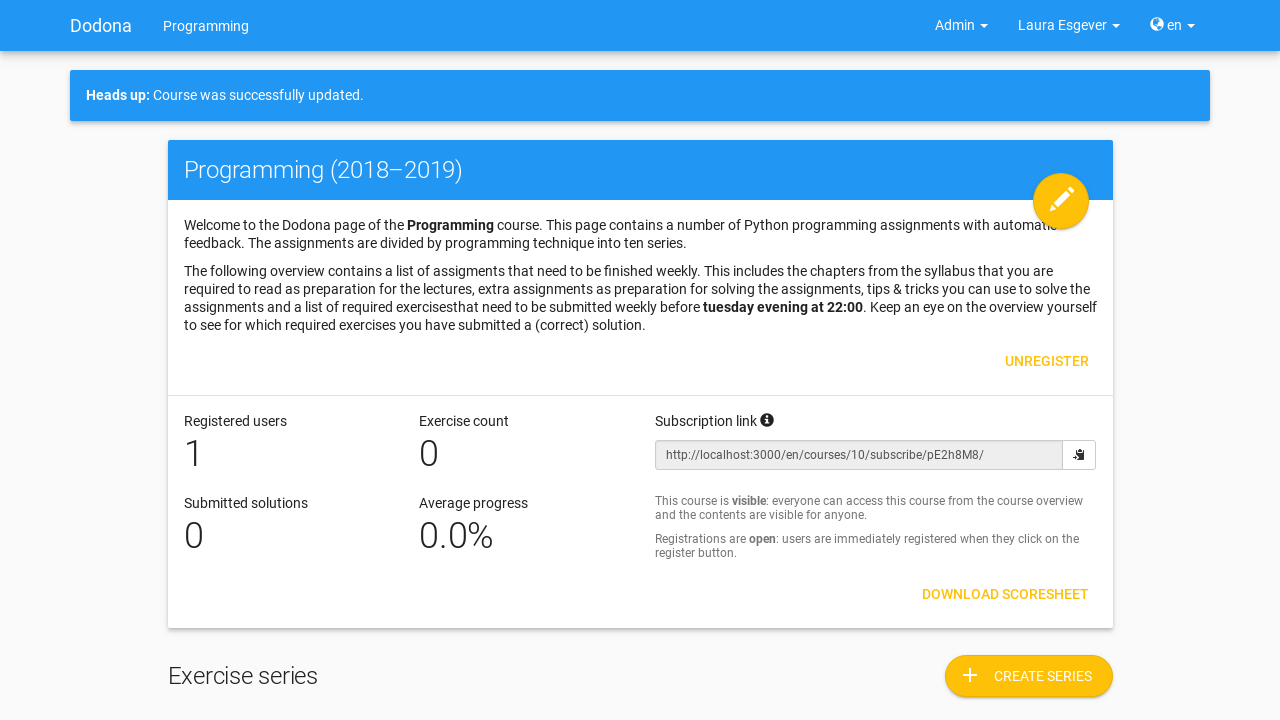 Dodona Programming Admin Laura Esgever en
Heads up: Course was successfully updated.
Programming (2018–2019)
Welcome to the Dodona page of the Programming course. This page contains a number of Python programming assignments with automatic
feedback. The assignments are divided by programming technique into ten series.
The following overview contains a list of assigments that need to be finished weekly. This includes the chapters from the syllabus that you are
required to read as preparation for the lectures, extra assignments as preparation for solving the assignments, tips & tricks you can use to solve the
assignments and a list of required exercisesthat need to be submitted weekly before tuesday evening at 22:00. Keep an eye on the overview yourself
to see for which required exercises you have submitted a (correct) solution.
UNREGISTER
Registered users
1
Exercise count
0
Subscription link
http://localhost:3000/en/courses/10/subscribe/pE2h8M8/
Submitted solutions
0
Average progress
0.0%
This course is visible: everyone can access this course from the course overview
and the contents are visible for anyone.
Registrations are open: users are immediately registered when they click on the
register button.
DOWNLOAD SCORESHEET
Exercise series
CREATE SERIES